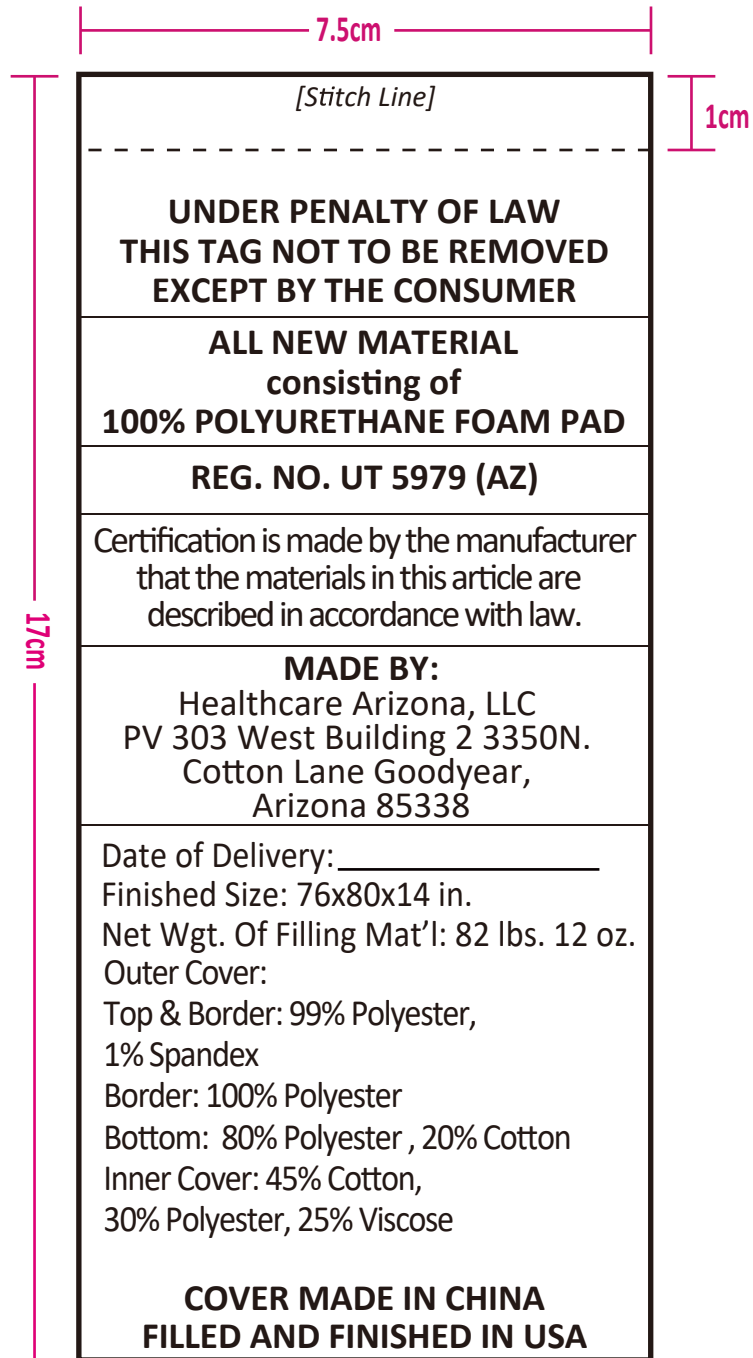 7.5cm
[Stitch Line]
1cm
UNDER PENALTY OF LAW
THIS TAG NOT TO BE REMOVED
EXCEPT BY THE CONSUMER
ALL NEW MATERIAL
consisting of
100% POLYURETHANE FOAM PAD
REG. NO. UT 5979 (AZ)
Certification is made by the manufacturer
that the materials in this article are
described in accordance with law.
17cm
MADE BY:
Healthcare Arizona, LLC
PV 303 West Building 2 3350N.
Cotton Lane Goodyear,
Arizona 85338
Date of Delivery:
Finished Size: 76x80x14 in.
Net Wgt. Of Filling Mat’l: 82 lbs. 12 oz.
Outer Cover:
Top & Border: 99% Polyester,
1% Spandex
Border: 100% Polyester
Bottom:  80% Polyester , 20% Cotton
Inner Cover: 45% Cotton,
30% Polyester, 25% Viscose
COVER MADE IN CHINA
FILLED AND FINISHED IN USA